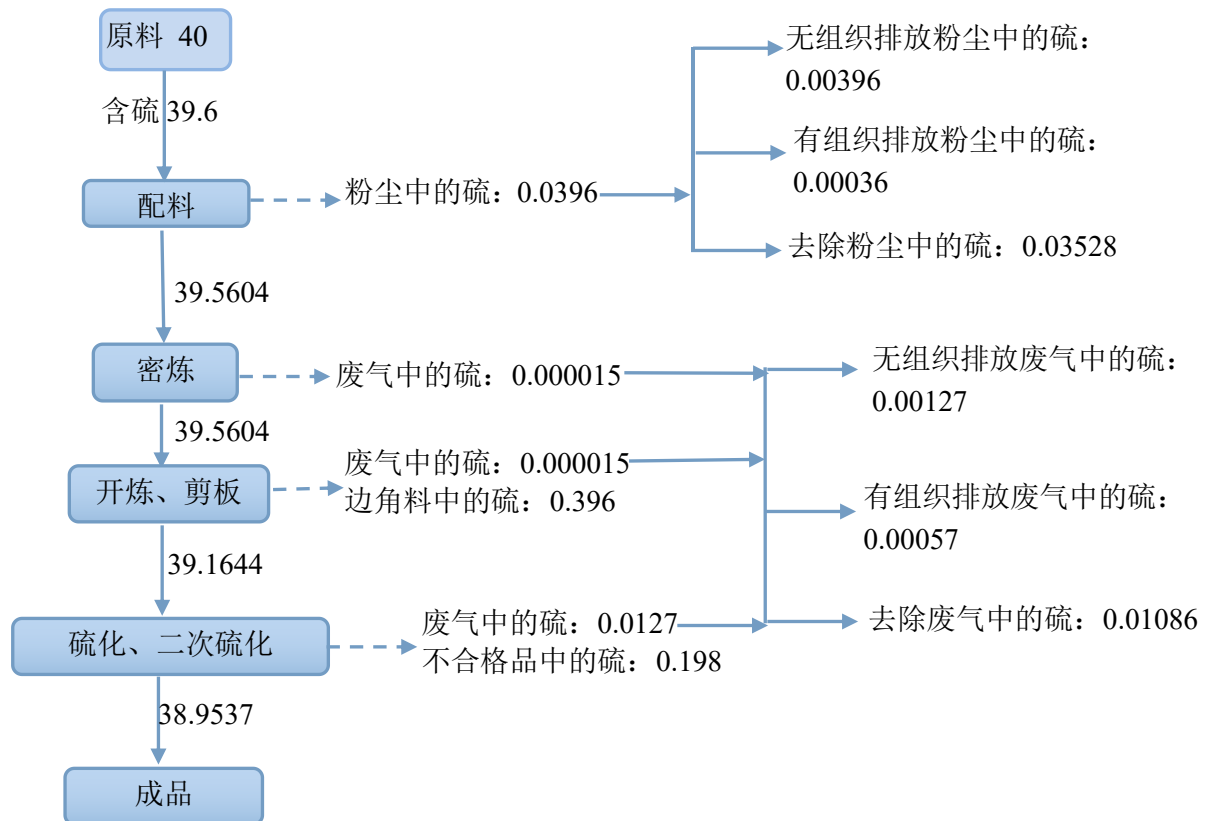 原料 40
含硫 39.6
配料
粉尘中的硫：0.0396
无组织排放粉尘中的硫：
0.00396
有组织排放粉尘中的硫：
0.00036
去除粉尘中的硫：0.03528
39.5604
密炼
废气中的硫：0.000015
39.5604
开炼、剪板
废气中的硫：0.000015
边角料中的硫：0.396
39.1644
硫化、二次硫化
废气中的硫：0.0127
不合格品中的硫：0.198
无组织排放废气中的硫：
0.00127
有组织排放废气中的硫：
0.00057
去除废气中的硫：0.01086
38.9537
成品